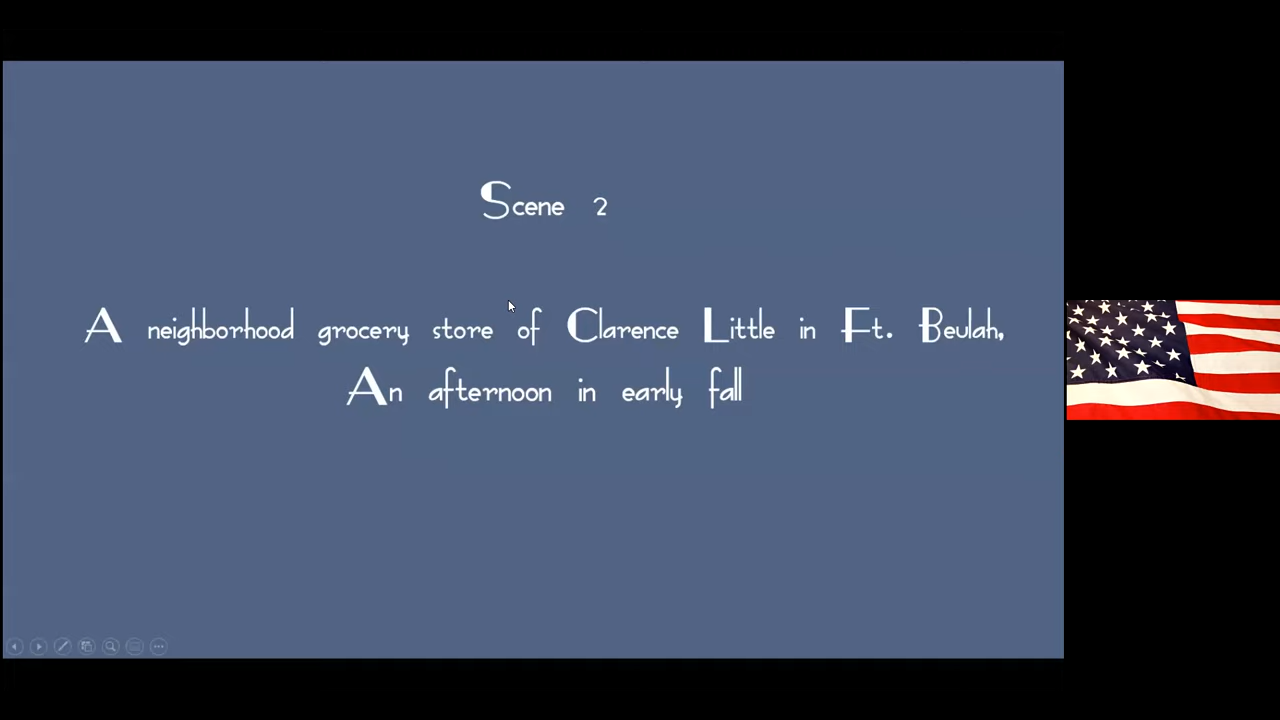 Scene 2
A neighborhood grocery store of Clarence Little in Ft. Beulah,
An afternoon in early fall